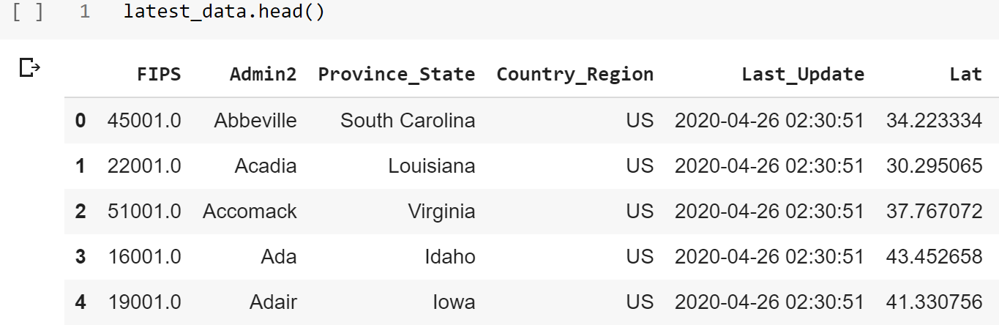 [ ] 1 latest_data.head()
FIPS Admin2 Province_State Country_Region Last_Update Lat
0 45001.0 Abbeville South Carolina US 2020-04-26 02:30:51 34.223334
1 22001.0 Acadia Louisiana US 2020-04-26 02:30:51 30.295065
2 51001.0 Accomack Virginia US 2020-04-26 02:30:51 37.767072
3 16001.0 Ada Idaho US 2020-04-26 02:30:51 43.452658
4 19001.0 Adair Iowa US 2020-04-26 02:30:51 41.330756